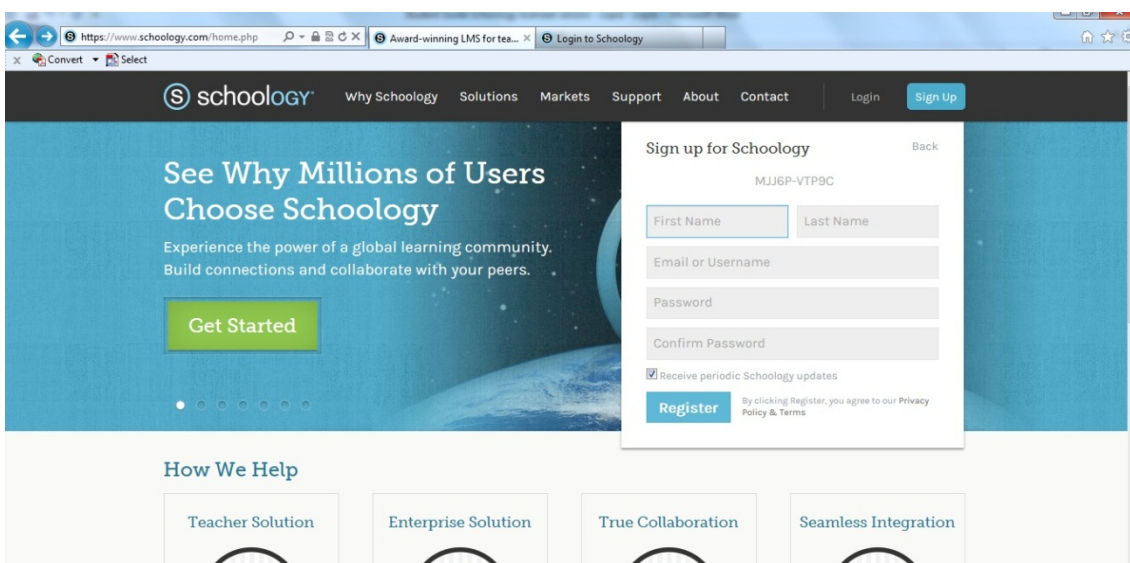 https://www.schoology.com/home.php
Award-winning LMS for tea...
Login to Schoology
x Convert Select
S schoology
Why Schoology Solutions Markets Support About Contact Login Sign Up
See Why Millions of Users
Choose Schoology
Experience the power of a global learning community.
Build connections and collaborate with your peers.
Get Started
Sign up for Schoology Back
MJJ6P-VTP9C
First Name Last Name
Email or Username
Password
Confirm Password
Receive periodic Schoology updates
Register
By clicking Register, you agree to our Privacy
Policy & Terms
How We Help
Teacher Solution Enterprise Solution True Collaboration Seamless Integration